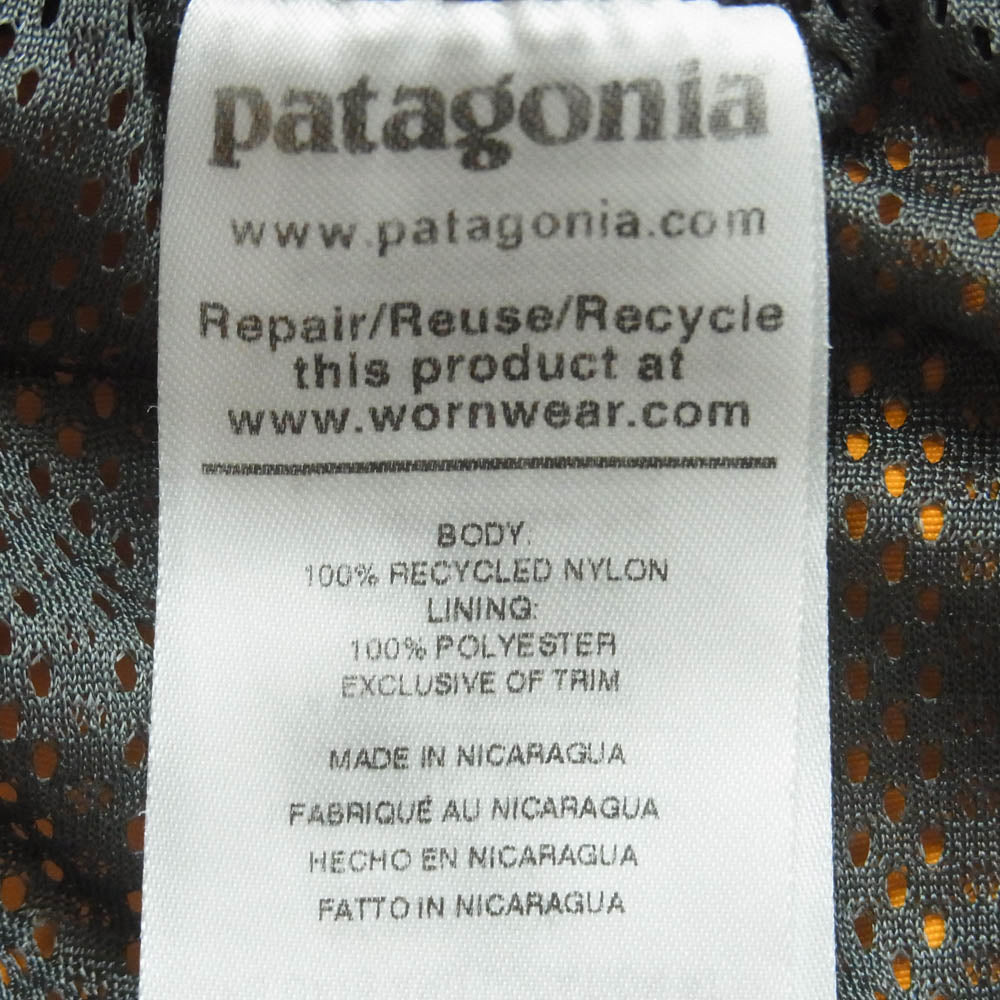 patagonia
www.patagonia.com
Repair/Reuse/Recycle
this product at
www.wornwear.com
BODY:
100% RECYCLED NYLON
LINING:
100% POLYESTER
EXCLUSIVE OF TRIM
MADE IN NICARAGUA
FABRIQUÉ AU NICARAGUA
HECHO EN NICARAGUA
FATTO IN NICARAGUA